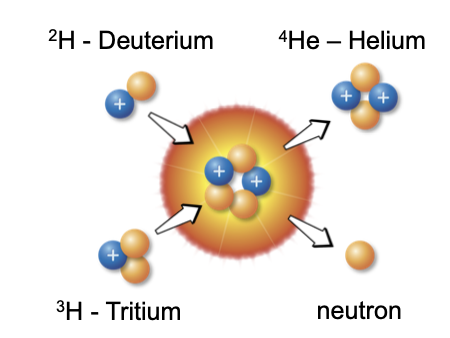 ²H - Deuterium
⁴He – Helium
+
+
+
+
+
+
³H - Tritium
neutron